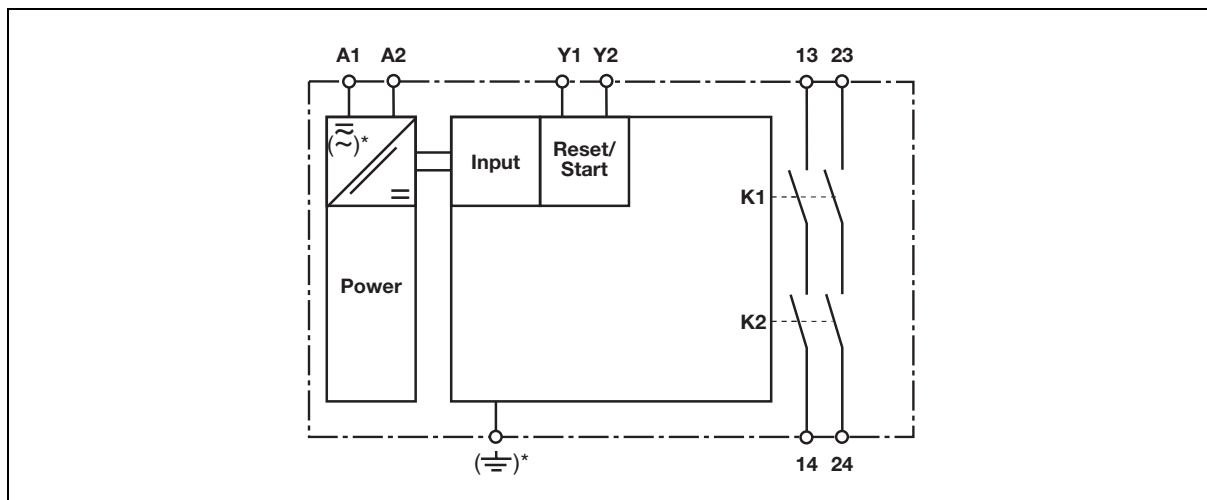 A1 A2 Y1 Y2 13 23
( )*
Input
Reset/
Start
K1
Power
K2
( )*
14 24